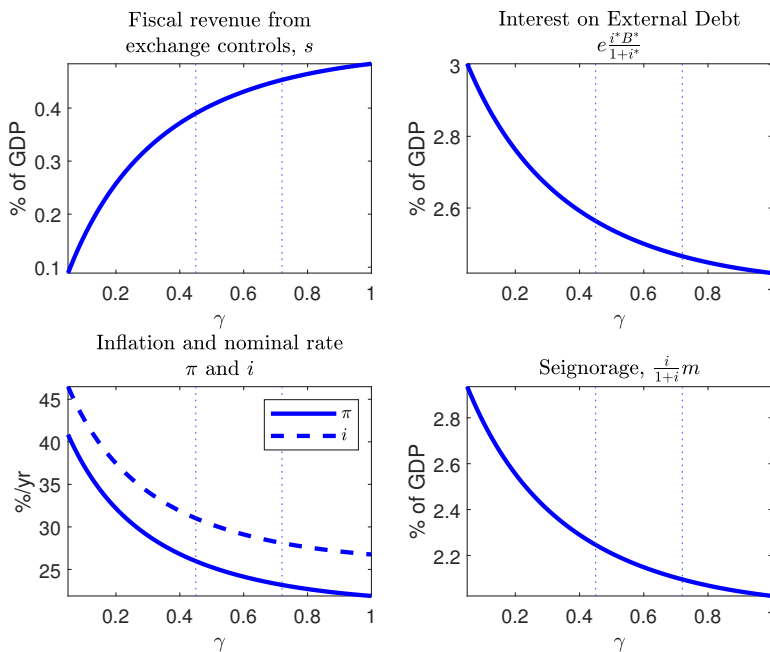 Fiscal revenue from
exchange controls, s
% of GDP
0.4
0.3
0.2
0.1
0.2 0.4 0.6 0.8 1
γ
Interest on External Debt
e i*B*/1+i*
% of GDP
3
2.8
2.6
0.2 0.4 0.6 0.8 1
γ
Inflation and nominal rate
π and i
%/yr
45
40
35
30
25
π
i
0.2 0.4 0.6 0.8 1
γ
Seignorage, i/1+i m
% of GDP
2.8
2.6
2.4
2.2
0.2 0.4 0.6 0.8
γ